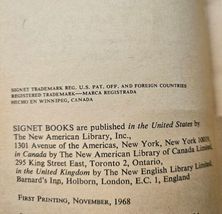 SIGNET TRADEMARK REG. U.S. PAT. OFF. AND FOREIGN COUNTRIES
REGISTERED TRADEMARK—MARCA REGISTRADA
HECHO EN WINNIPEG, CANADA
SIGNET BOOKS are published in the United States by
The New American Library, Inc.,
1301 Avenue of the Americas, New York, New York 10019,
in Canada by The New American Library of Canada Limited,
295 King Street East, Toronto 2, Ontario,
in the United Kingdom by The New English Library Limited,
Barnard's Inn, Holborn, London, E.C. 1, England
FIRST PRINTING, NOVEMBER, 1968